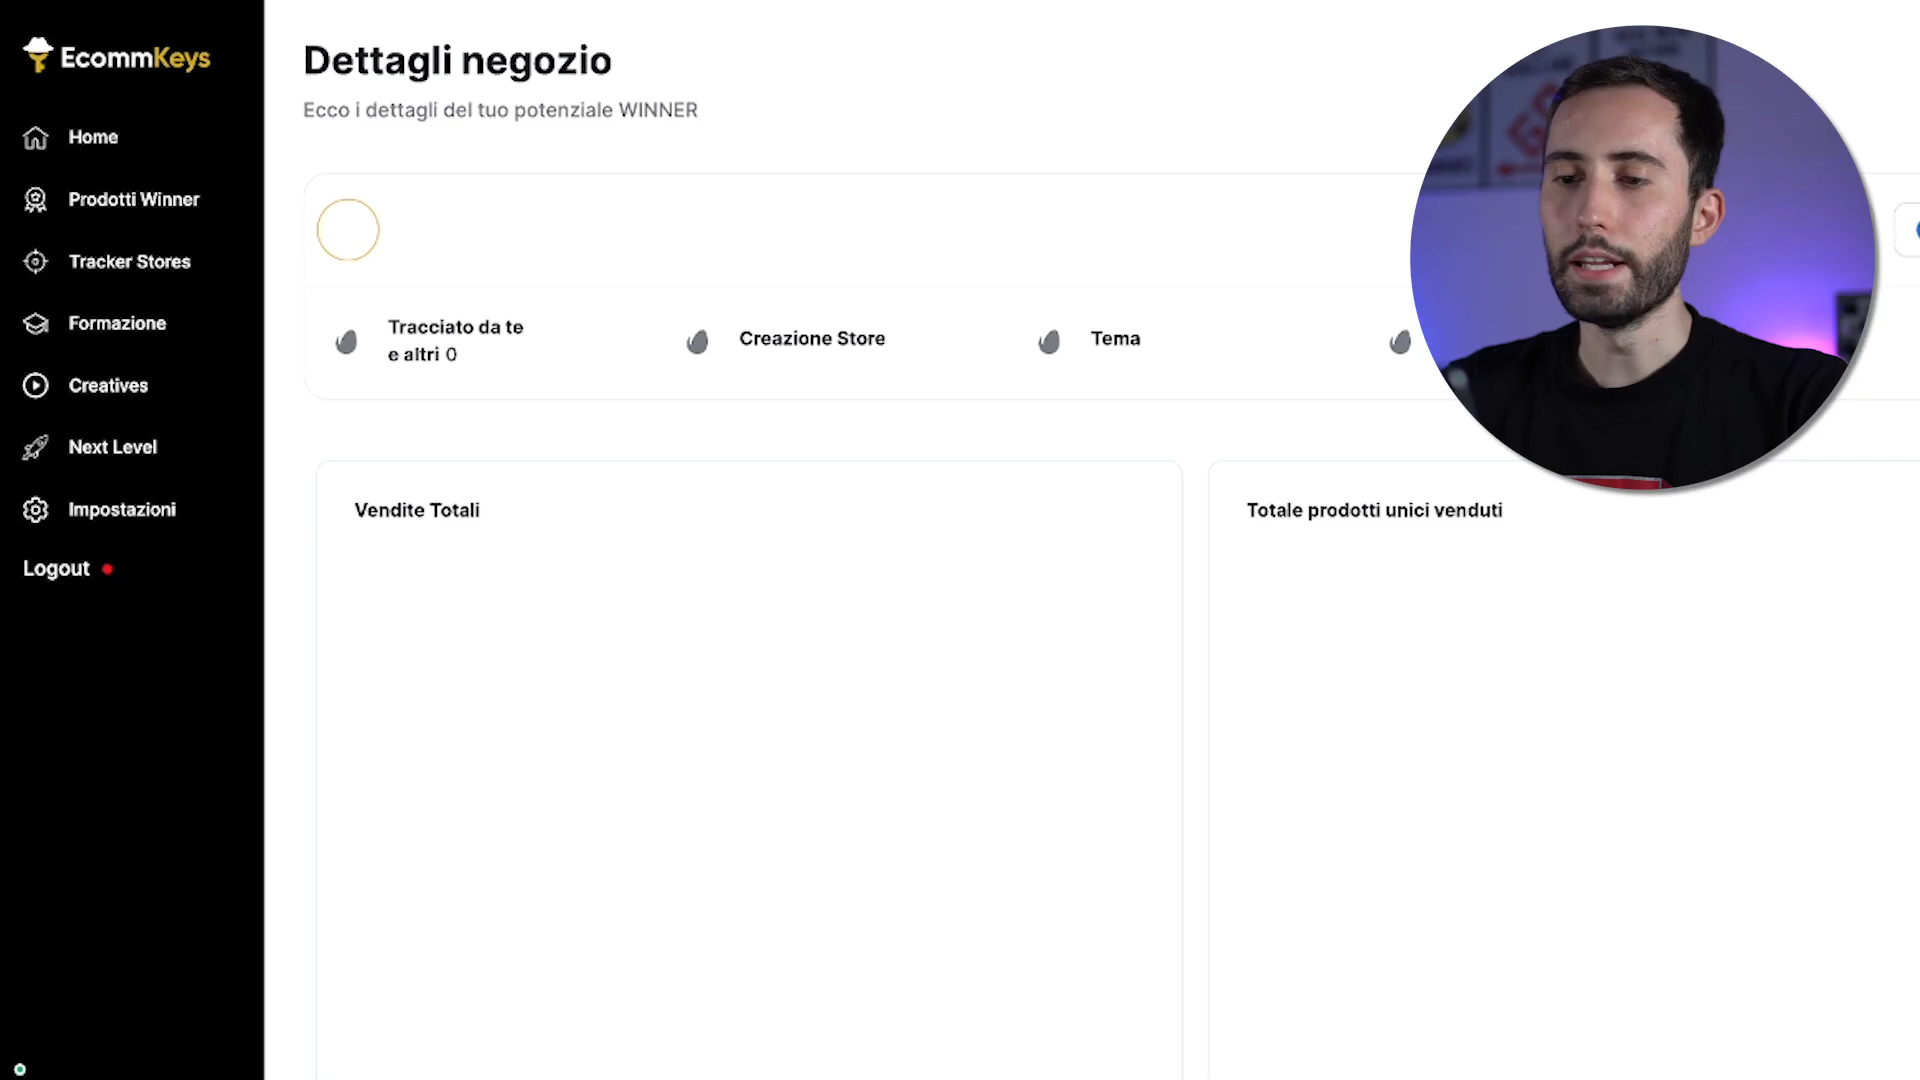 EcommKeys
Home
Prodotti Winner
Tracker Stores
Formazione
Creatives
Next Level
Impostazioni
Logout
Dettagli negozio
Ecco i dettagli del tuo potenziale WINNER
Tracciato da te
e altri 0
Creazione Store
Tema
Vendite Totali
Totale prodotti unici venduti